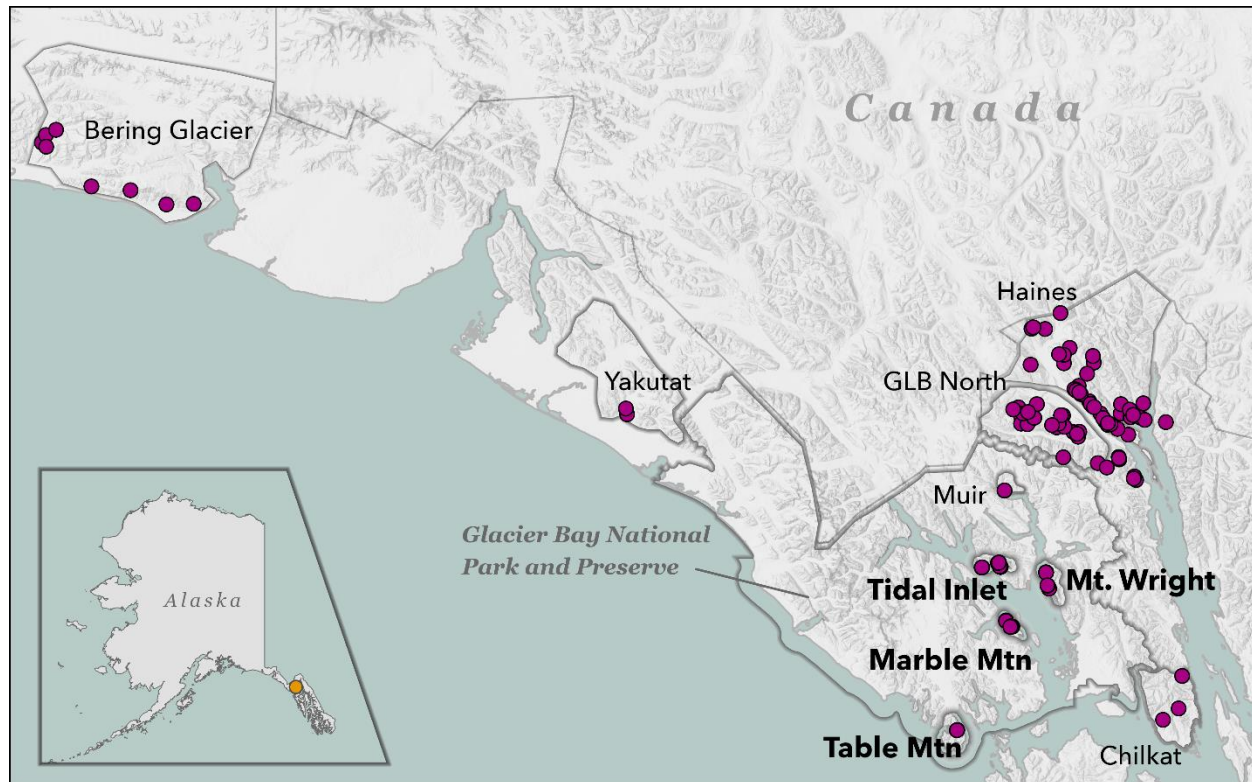 Canada
Bering Glacier
Haines
Yakutat
GLB North
Muir
Glacier Bay National
Park and Preserve
Tidal Inlet
Mt. Wright
Alaska
Marble Mtn
Table Mtn
Chilkat